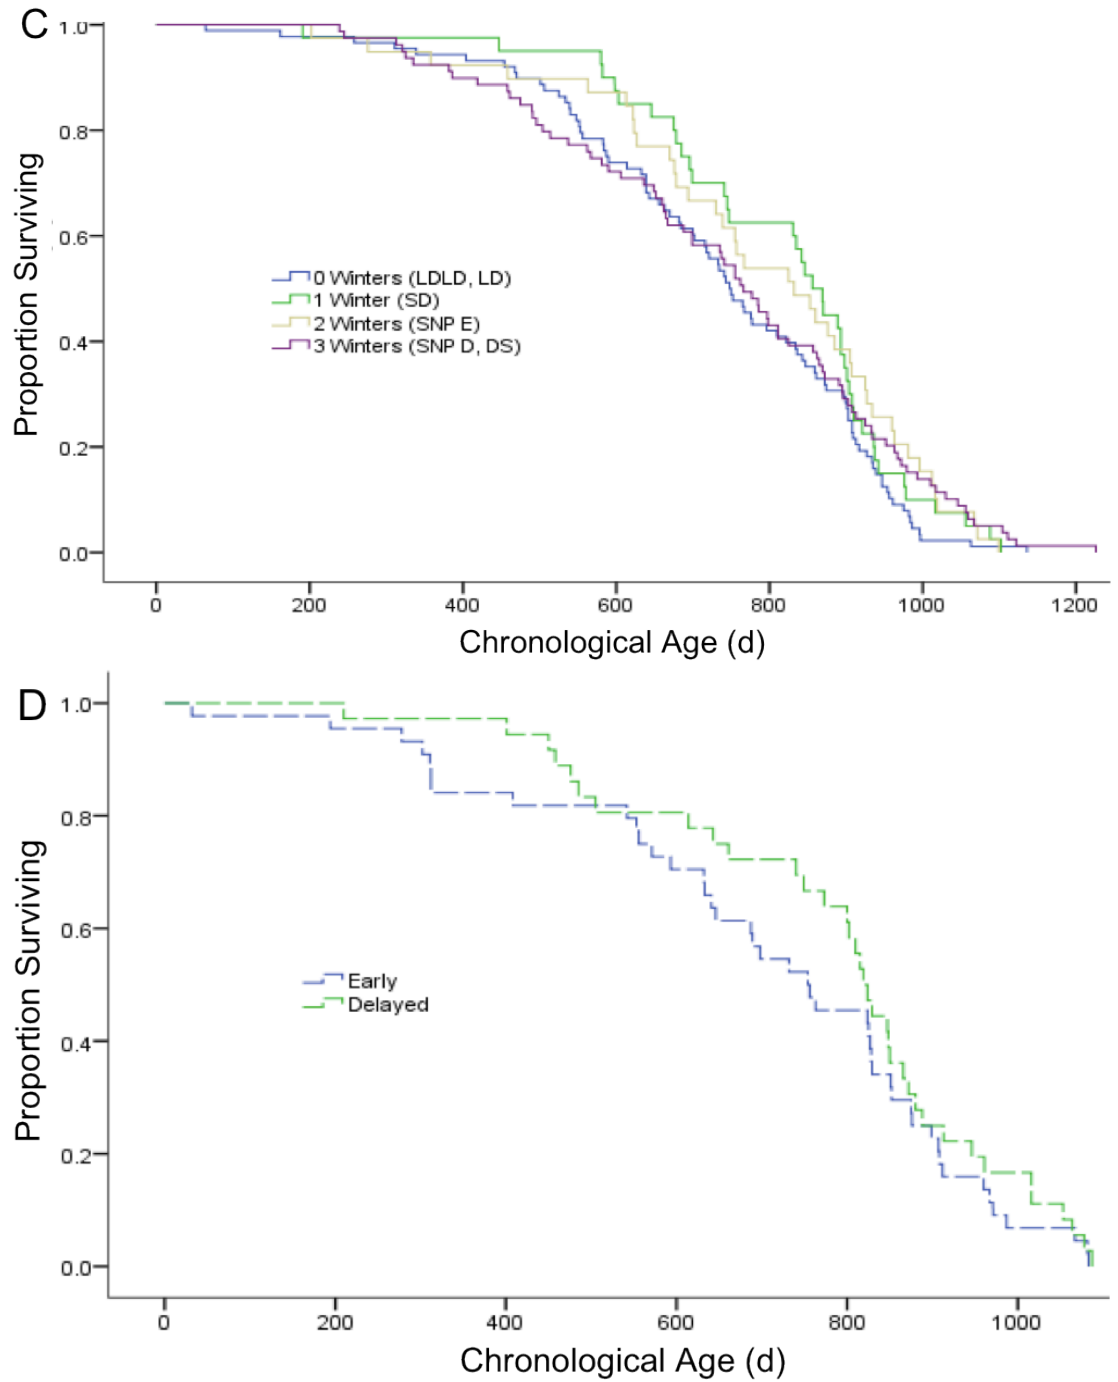 C
1.0
0.8
0.6
0.4
0.2
0.0
Proportion Surviving
0 Winters (LDLD, LD)
1 Winter (SD)
2 Winters (SNP E)
3 Winters (SNP D, DS)
0 200 400 600 800 1000 1200
Chronological Age (d)
D
1.0
0.8
0.6
0.4
0.2
0.0
Proportion Surviving
Early
Delayed
0 200 400 600 800 1000
Chronological Age (d)